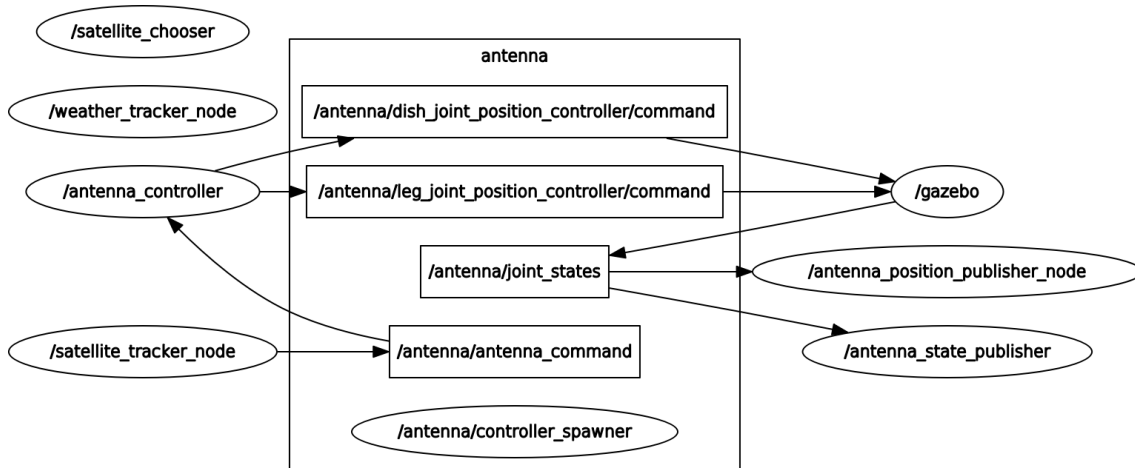 /satellite_chooser
antenna
/weather_tracker_node
/antenna/dish_joint_position_controller/command
/antenna_controller
/antenna/leg_joint_position_controller/command
/gazebo
/antenna/joint_states
/antenna_position_publisher_node
/satellite_tracker_node
/antenna/antenna_command
/antenna_state_publisher
/antenna/controller_spawner